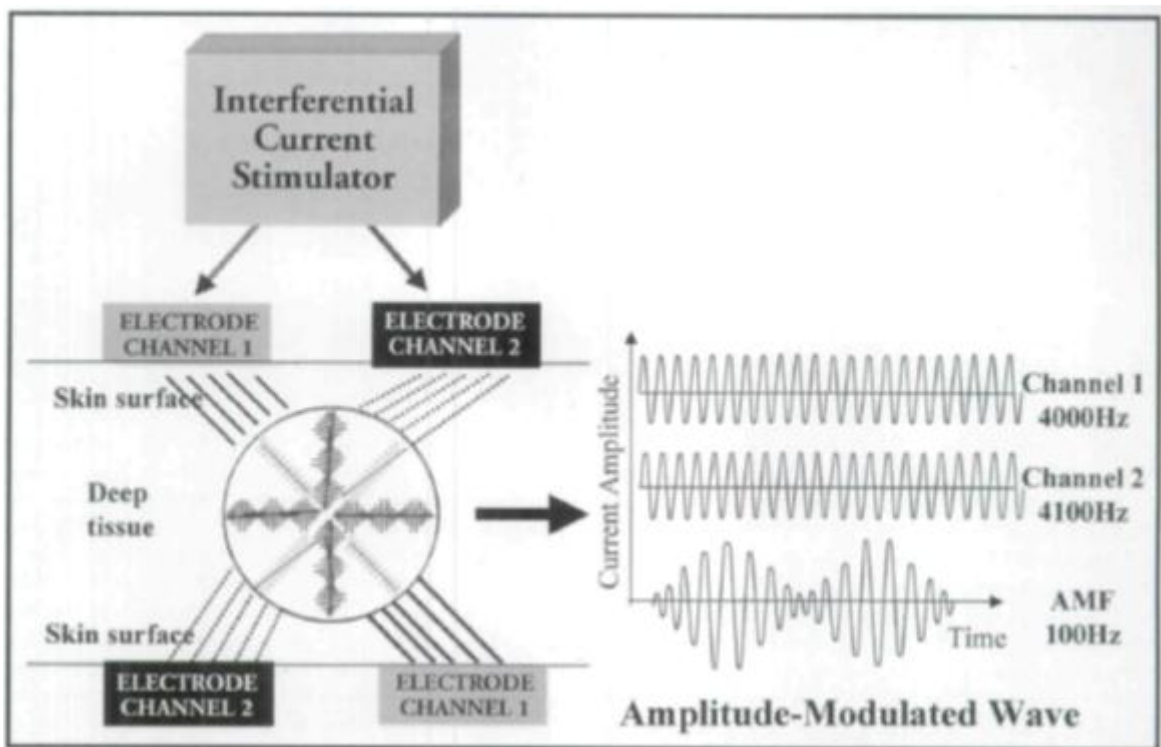 Interferential
Current
Stimulator
ELECTRODE
CHANNEL 1
ELECTRODE
CHANNEL 2
Skin surface
Deep
tissue
Skin surface
ELECTRODE
CHANNEL 2
ELECTRODE
CHANNEL 1
Current Amplitude
Channel 1
4000Hz
Channel 2
4100Hz
AMF
100Hz
Time
Amplitude-Modulated Wave